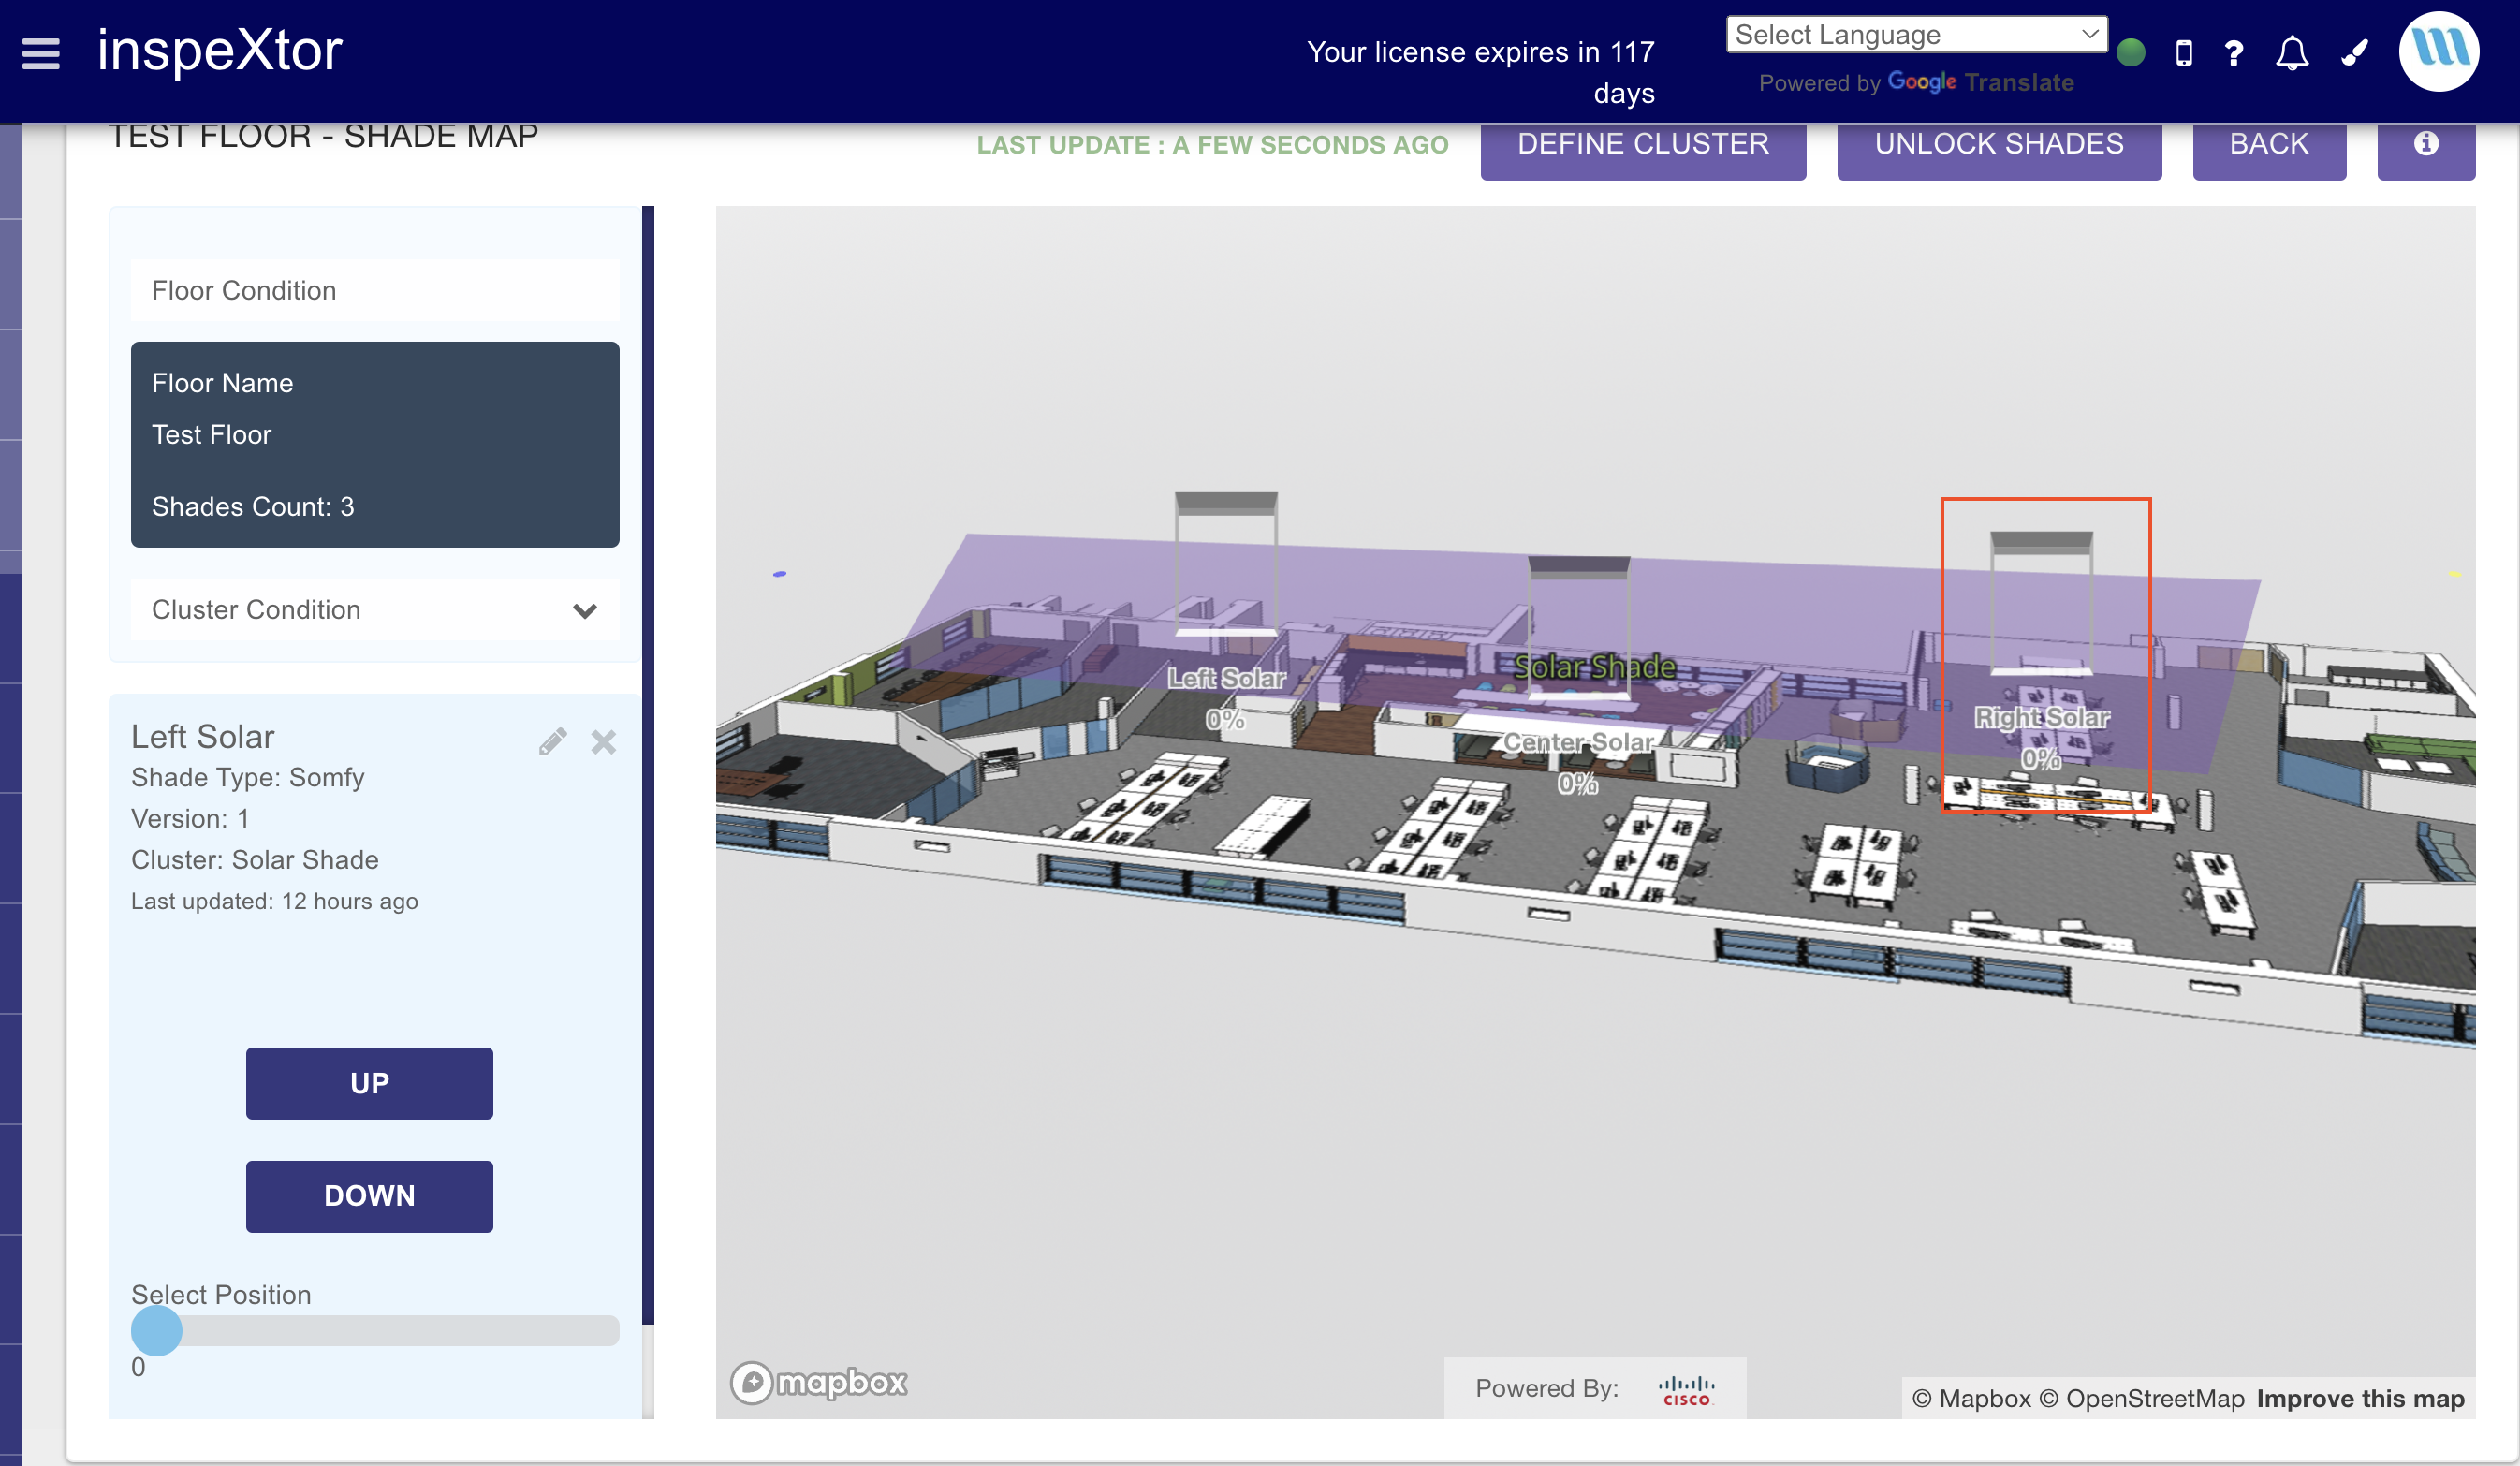 inspeXtor
Your license expires in 117
days
Select Language
Powered by Google Translate
TEST FLOOR - SHADE MAP
LAST UPDATE : A FEW SECONDS AGO
DEFINE CLUSTER
UNLOCK SHADES
BACK
Floor Condition
Floor Name
Test Floor
Shades Count: 3
Cluster Condition
Left Solar
Shade Type: Somfy
Version: 1
Cluster: Solar Shade
Last updated: 12 hours ago
UP
DOWN
Select Position
0
Solar Shade
Left Solar
0%
Center Solar
0%
Right Solar
0%
mapbox
Powered By:
CISCO
© Mapbox © OpenStreetMap Improve this map